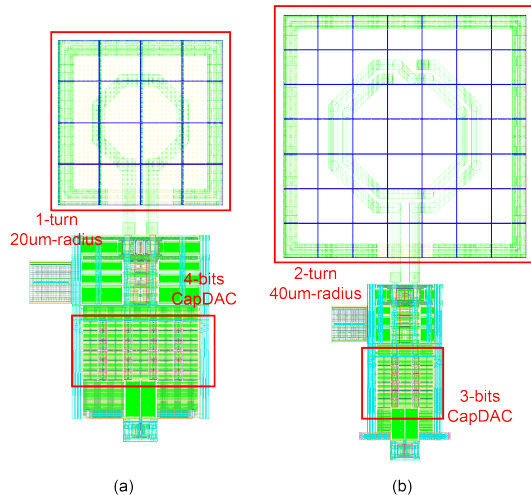 1-turn
20um-radius
4-bits
CapDAC
2-turn
40um-radius
3-bits
CapDAC
(a)
(b)